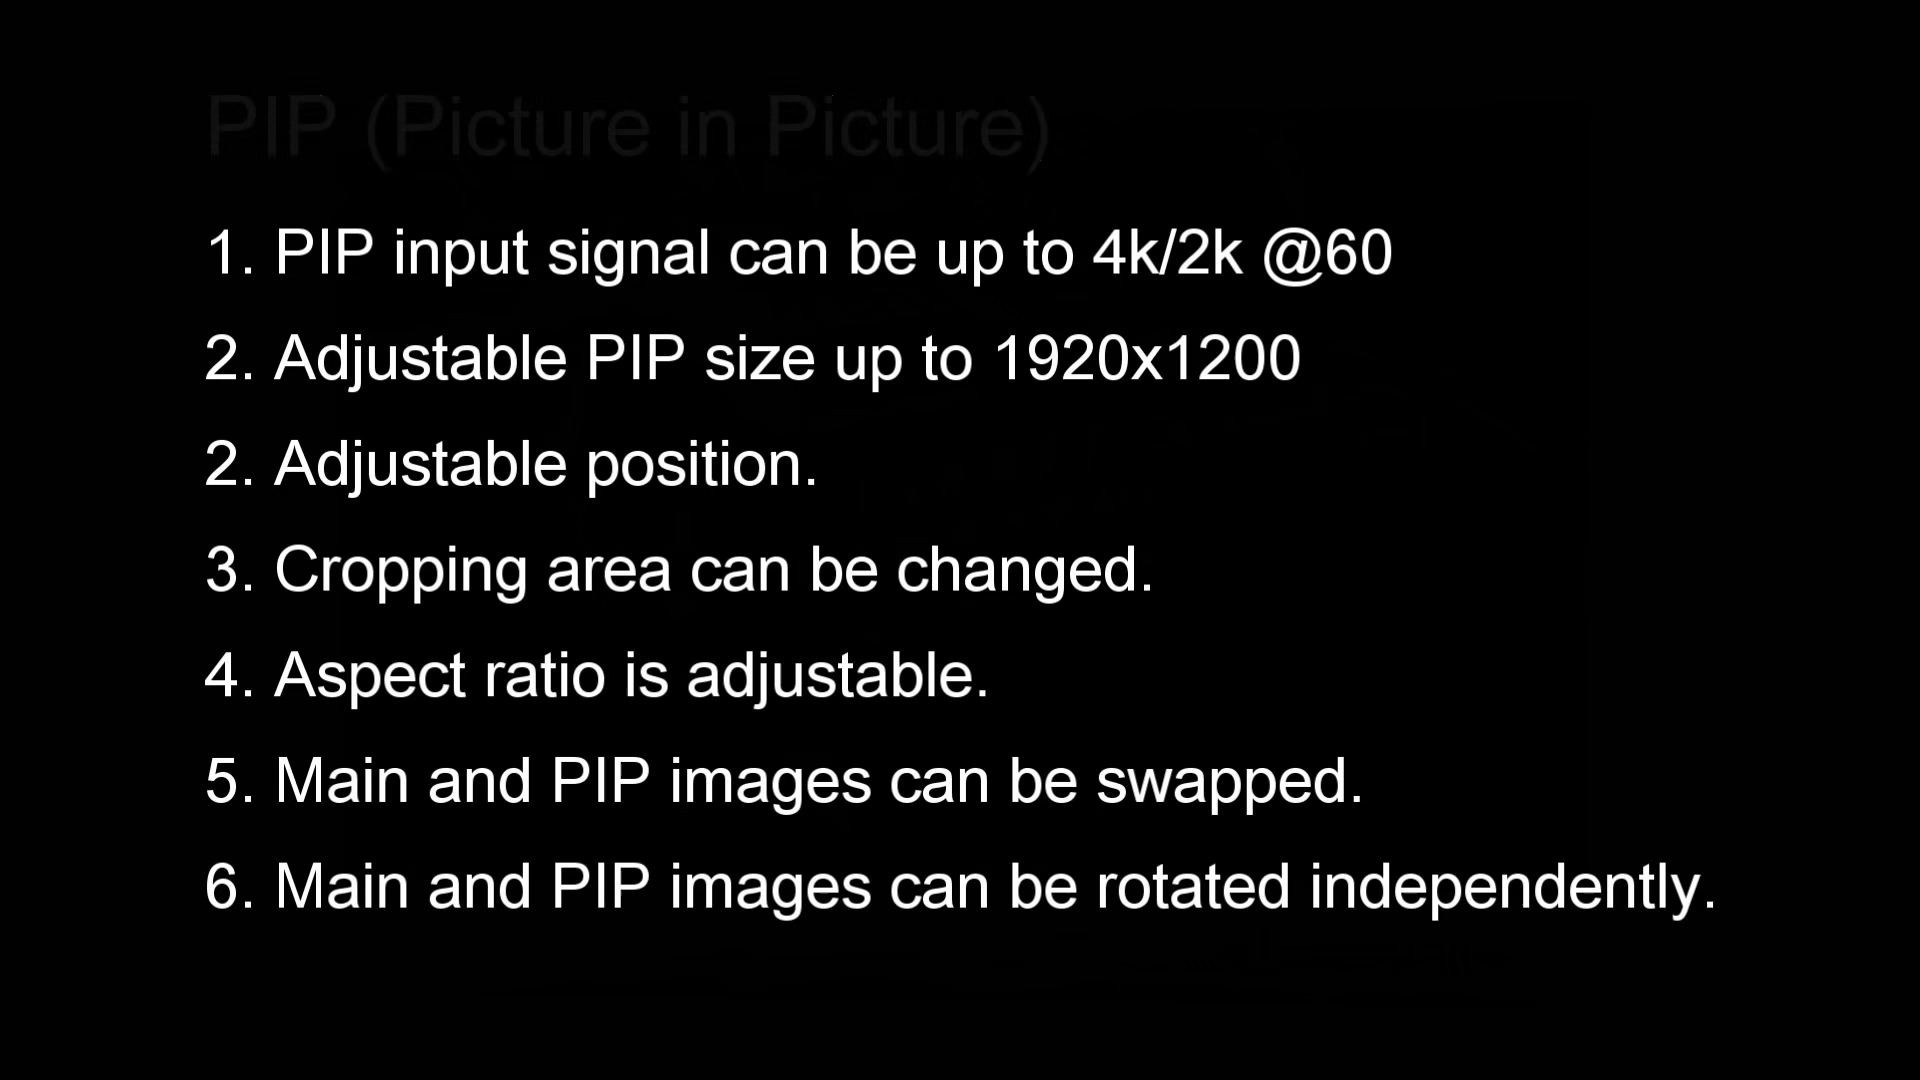 PIP (Picture in Picture)
1. PIP input signal can be up to 4k/2k @60
2. Adjustable PIP size up to 1920x1200
2. Adjustable position.
3. Cropping area can be changed.
4. Aspect ratio is adjustable.
5. Main and PIP images can be swapped.
6. Main and PIP images can be rotated independently.